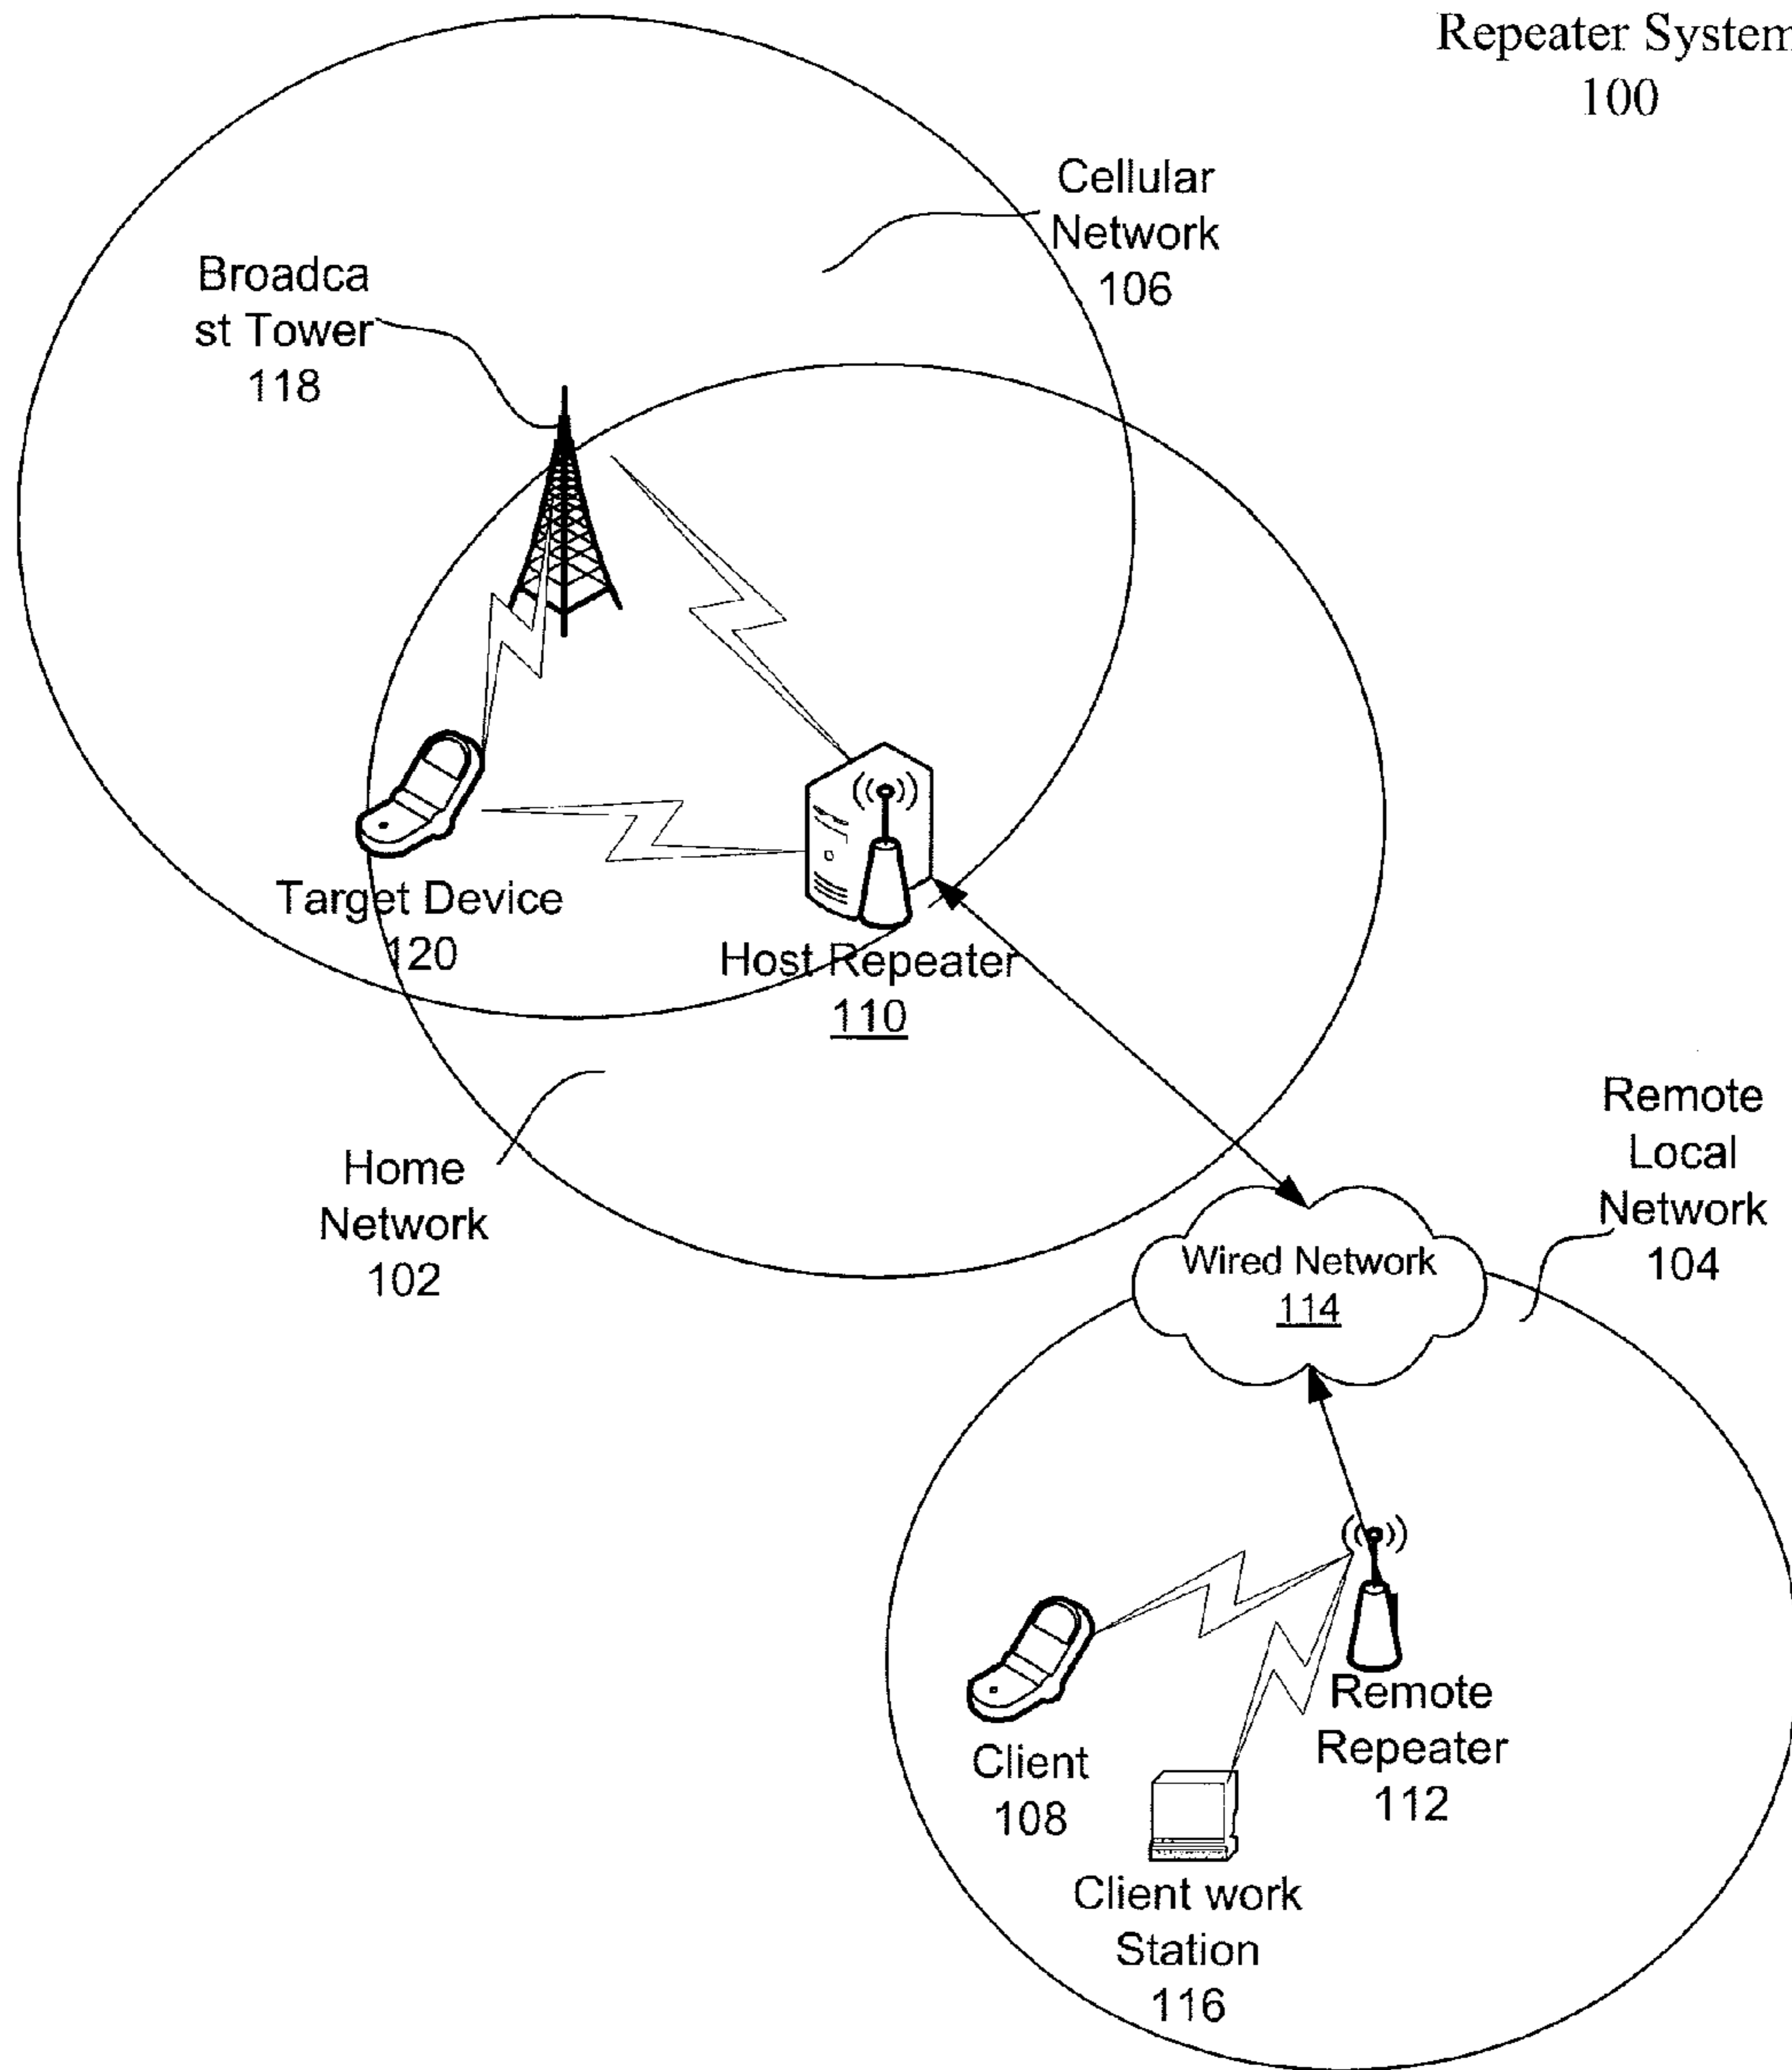 Repeater System
100
Cellular
Network
106
Broadca
st Tower
118
Target Device
120
Host Repeater
110
Home
Network
102
Remote
Local
Network
104
Wired Network
114
Client
108
Remote
Repeater
112
Client work
Station
116